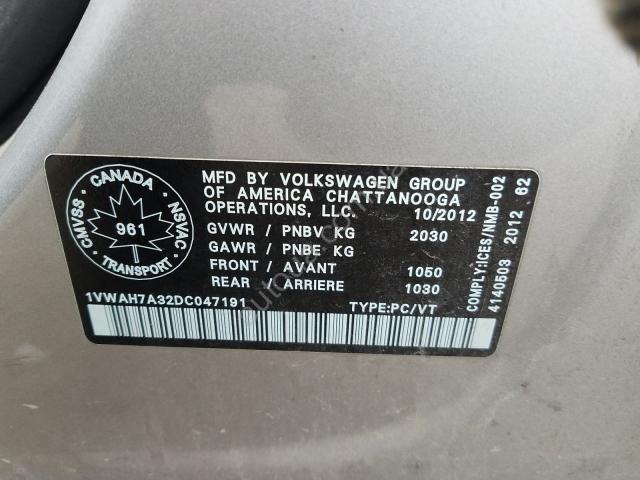 CMVSS CANADA NSVAC
961
TRANSPORT
MFD BY VOLKSWAGEN GROUP
OF AMERICA CHATTANOOGA
OPERATIONS, LLC. 10/2012
GVWR / PNBV KG 2030
GAWR / PNBE KG
FRONT / AVANT 1050
REAR / ARRIERE 1030
1VWAH7A32DC047191 TYPE:PC/VT
COMPLY:ICES/NMB-002
4140503 2012 62